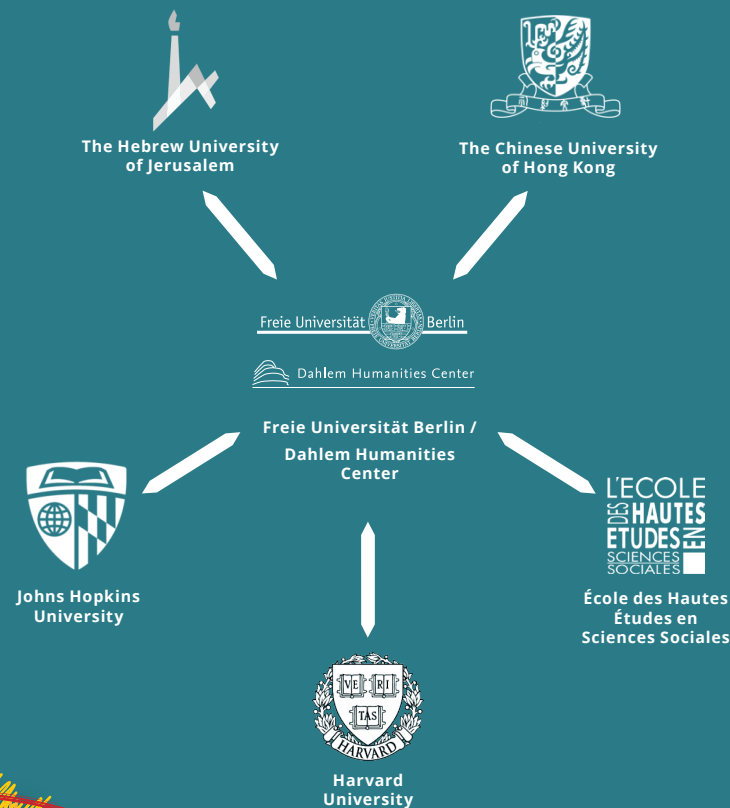 The Hebrew University
of Jerusalem
The Chinese University
of Hong Kong
Freie Universität Berlin
Dahlem Humanities Center
Freie Universität Berlin /
Dahlem Humanities
Center
Johns Hopkins
University
L'ECOLE
DES HAUTES
ETUDES EN
SCIENCES
SOCIALES
École des Hautes
Études en
Sciences Sociales
VE RI
TAS
HARVARD
Harvard
University